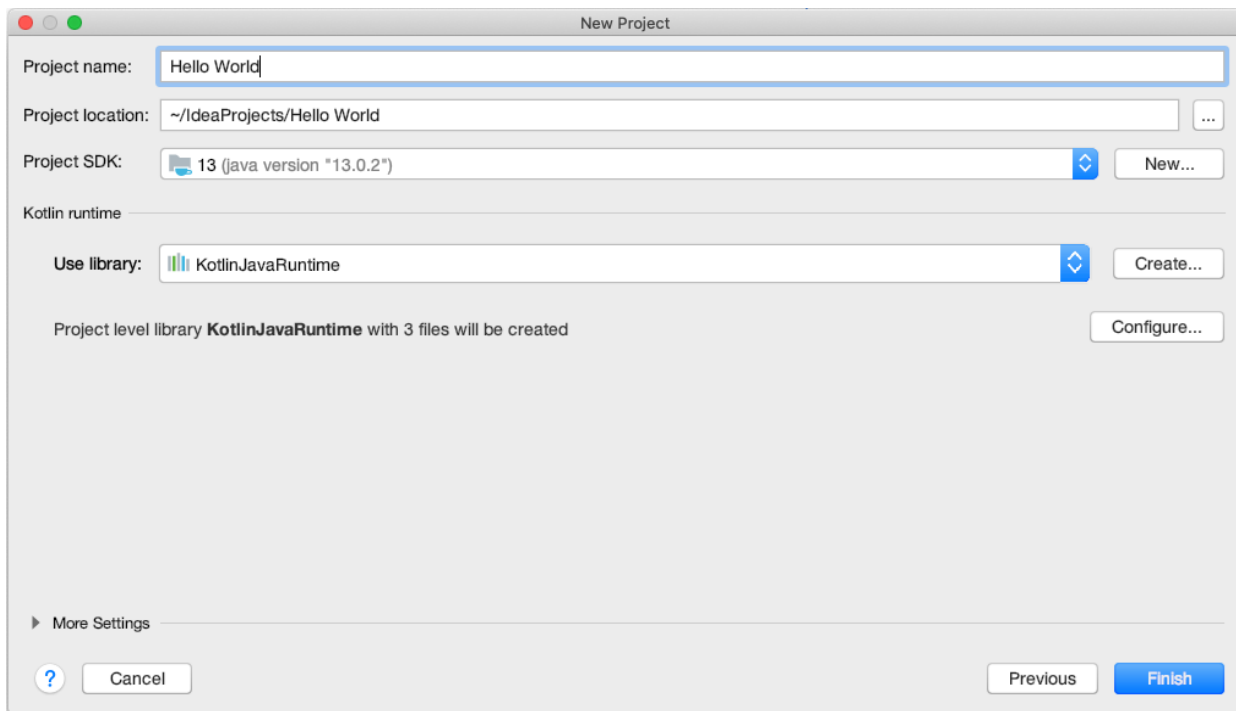 New Project
Project name: Hello World
Project location: ~/IdeaProjects/Hello World ...
Project SDK: 13 (java version "13.0.2") New...
Kotlin runtime
Use library: KotlinJavaRuntime Create...
Project level library KotlinJavaRuntime with 3 files will be created Configure...
More Settings
? Cancel Previous Finish